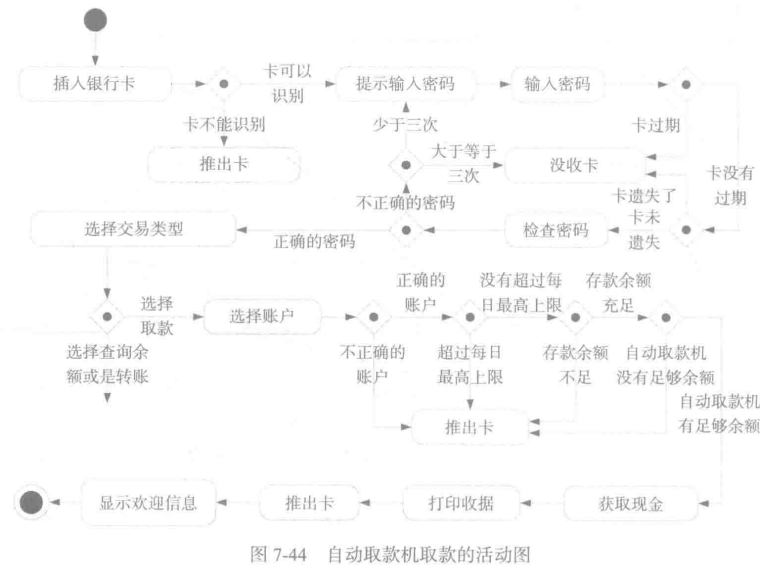 插入银行卡
卡可以
识别
提示输入密码
输入密码
卡不能识别
少于三次
卡过期
推出卡
大于等于
三次
没收卡
卡没有
过期
不正确的密码
卡遗失了
选择交易类型
正确的密码
检查密码
卡未
遗失
选择
取款
选择账户
正确的
账户
没有超过每
日最高上限
存款余额
充足
选择查询余
额或是转账
不正确的
账户
超过每日
最高上限
存款余额
不足
自动取款机
没有足够余额
自动取款机
有足够余额
推出卡
显示欢迎信息
推出卡
打印收据
获取现金
图 7-44 自动取款机取款的活动图